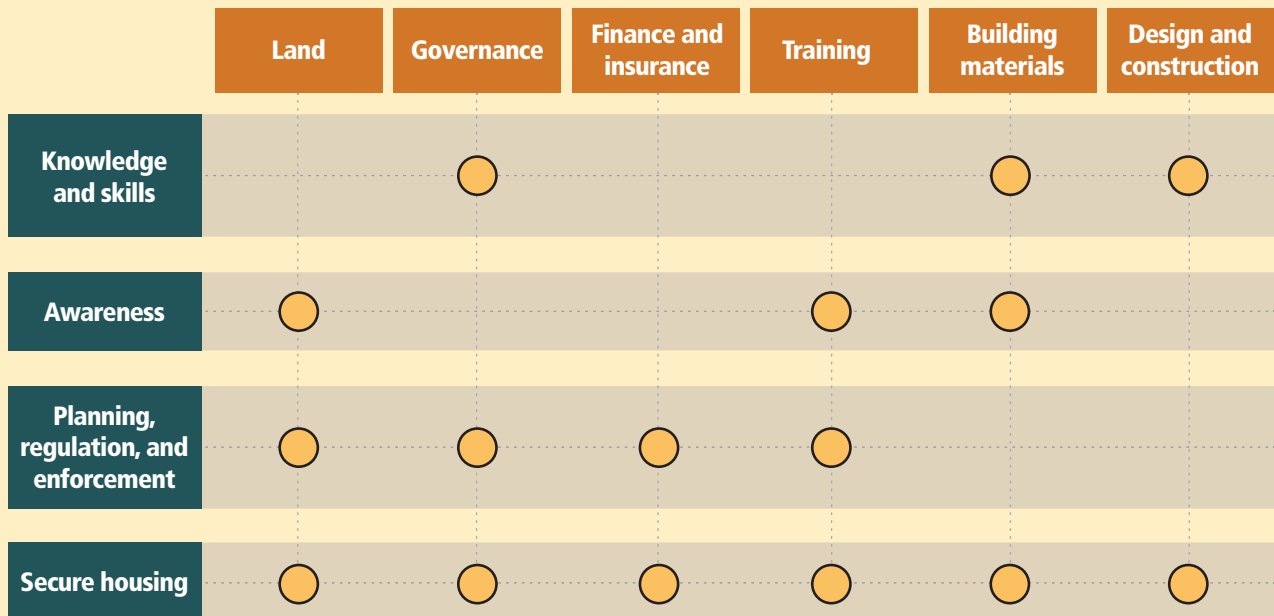 Land
Governance
Finance and
insurance
Training
Building
materials
Design and
construction
Knowledge
and skills
Awareness
Planning,
regulation, and
enforcement
Secure housing